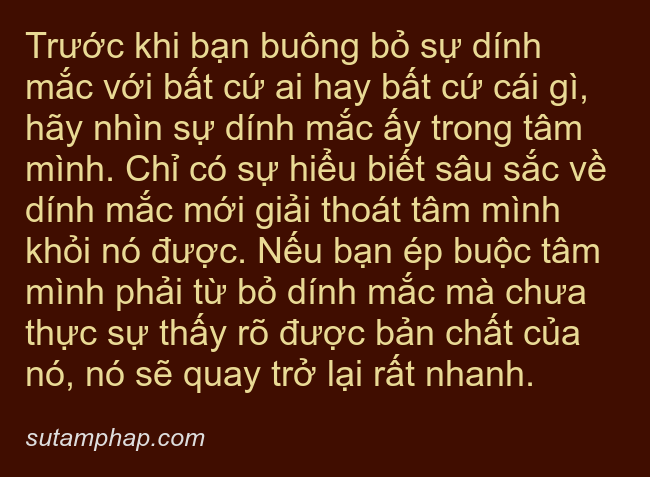 Trước khi bạn buông bỏ sự dính
mắc với bất cứ ai hay bất cứ cái gì,
hãy nhìn sự dính mắc ấy trong tâm
mình. Chỉ có sự hiểu biết sâu sắc về
dính mắc mới giải thoát tâm mình
khỏi nó được. Nếu bạn ép buộc tâm
mình phải từ bỏ dính mắc mà chưa
thực sự thấy rõ được bản chất của
nó, nó sẽ quay trở lại rất nhanh.
sutamphap.com